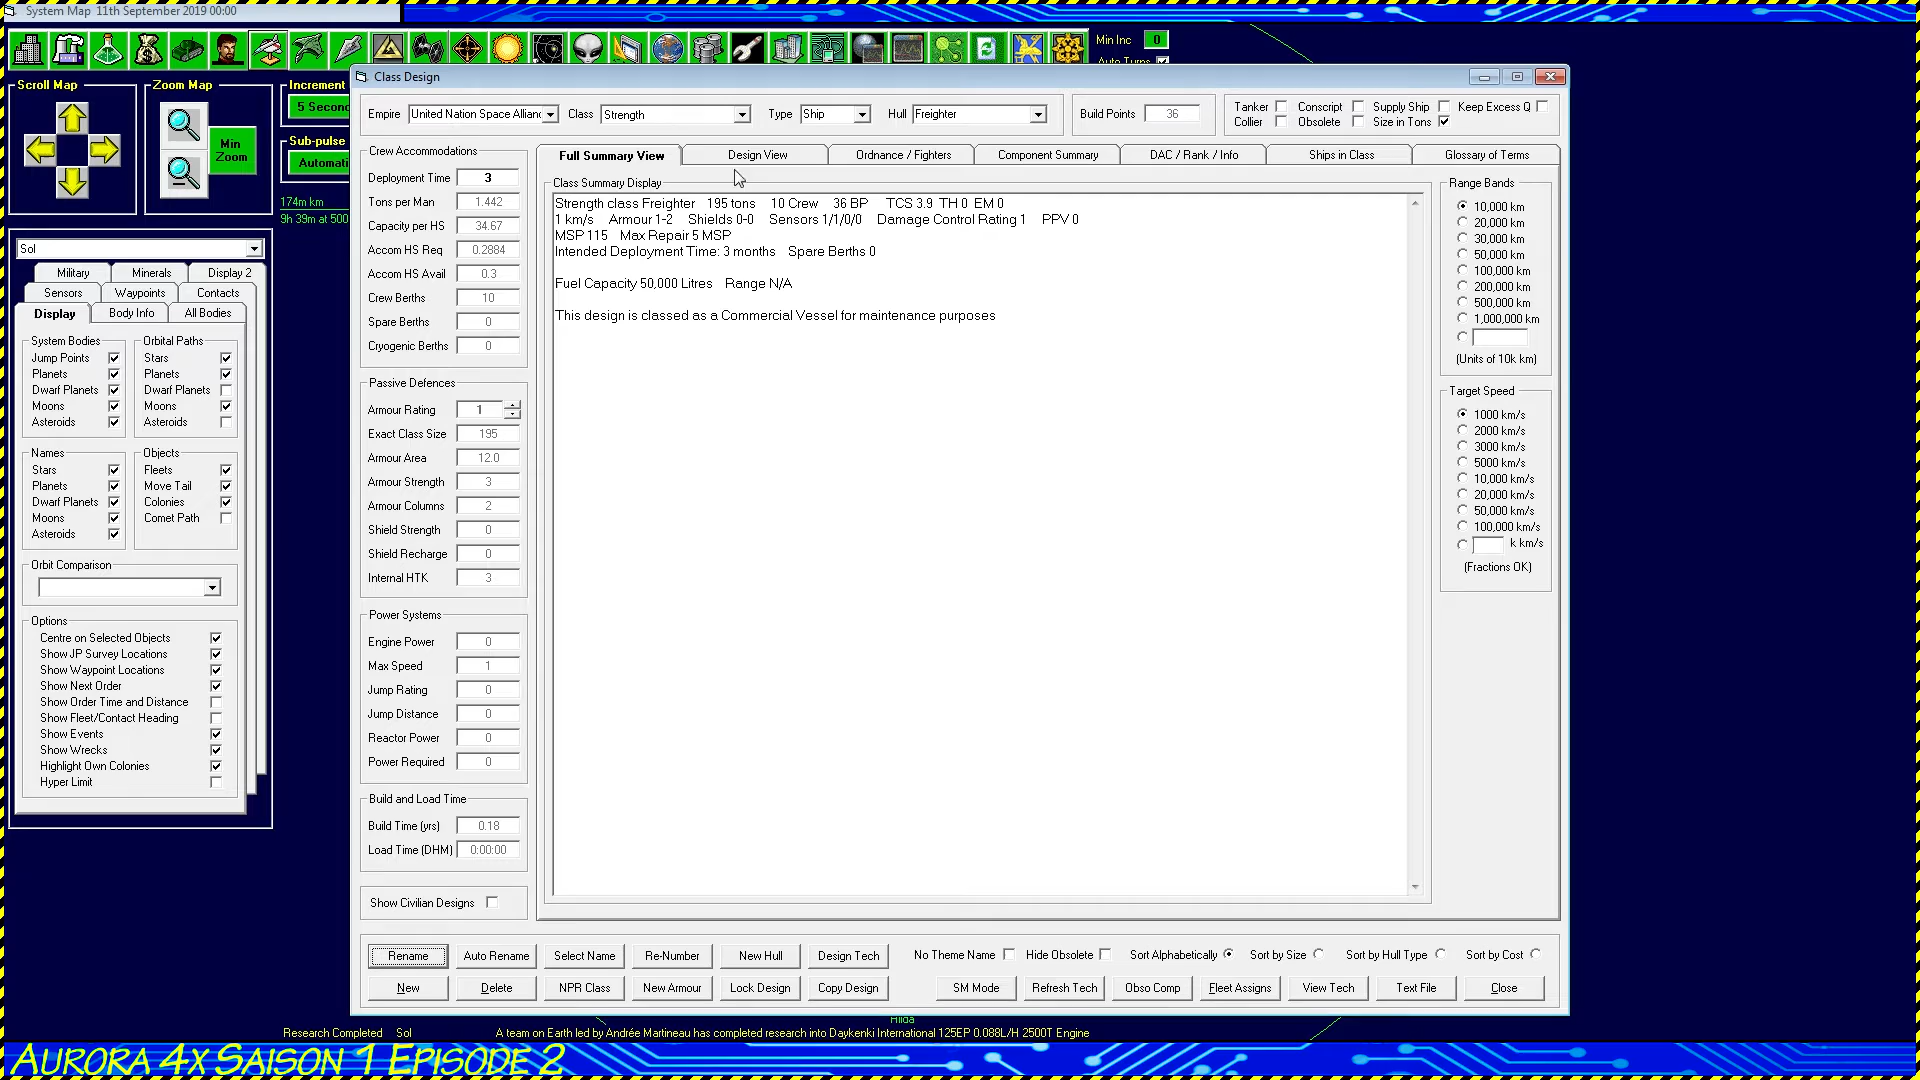 System Map 11th September 2019 00:00
Min Inc 0
Auto Turns
Scroll Map
Zoom Map
Min
Zoom
Increment
5 Second
Sub-pulse
Automati
174m km
9h 39m at 500
Sol
Military Minerals Display 2
Sensors Waypoints Contacts
Display Body Info All Bodies
System Bodies
Jump Points
Planets
Dwarf Planets
Moons
Asteroids
Orbital Paths
Stars
Planets
Dwarf Planets
Moons
Asteroids
Names
Stars
Planets
Dwarf Planets
Moons
Asteroids
Objects
Fleets
Move Tail
Colonies
Comet Path
Orbit Comparison
Options
Centre on Selected Objects
Show JP Survey Locations
Show Waypoint Locations
Show Next Order
Show Order Time and Distance
Show Fleet/Contact Heading
Show Events
Show Wrecks
Highlight Own Colonies
Hyper Limit
Class Design
Empire United Nation Space Allianc Class Strength Type Ship Hull Freighter
Build Points 36
Tanker Conscript Supply Ship Keep Excess Q
Collier Obsolete Size in Tons
Crew Accommodations
Deployment Time 3
Tons per Man 1.442
Capacity per HS 34.67
Accom HS Req 0.2884
Accom HS Avail 0.3
Crew Berths 10
Spare Berths 0
Cryogenic Berths 0
Passive Defences
Armour Rating 1
Exact Class Size 195
Armour Area 12.0
Armour Strength 3
Armour Columns 2
Shield Strength 0
Shield Recharge 0
Internal HTK 3
Power Systems
Engine Power 0
Max Speed 1
Jump Rating 0
Jump Distance 0
Reactor Power 0
Power Required 0
Build and Load Time
Build Time (yrs) 0.18
Load Time (DHM) 0:00:00
Show Civilian Designs
Full Summary View Design View Ordnance / Fighters Component Summary DAC / Rank / Info Ships in Class Glossary of Terms
Class Summary Display
Strength class Freighter 195 tons 10 Crew 36 BP TCS 3.9 TH 0 EM 0
1 km/s Armour 1-2 Shields 0-0 Sensors 1/1/0/0 Damage Control Rating 1 PPV 0
MSP 115 Max Repair 5 MSP
Intended Deployment Time: 3 months Spare Berths 0
Fuel Capacity 50,000 Litres Range N/A
This design is classed as a Commercial Vessel for maintenance purposes
Range Bands
10,000 km
20,000 km
30,000 km
50,000 km
100,000 km
200,000 km
500,000 km
1,000,000 km
(Units of 10k km)
Target Speed
1000 km/s
2000 km/s
3000 km/s
5000 km/s
10,000 km/s
20,000 km/s
50,000 km/s
100,000 km/s
k km/s
(Fractions OK)
Rename Auto Rename Select Name Re-Number New Hull Design Tech No Theme Name Hide Obsolete Sort Alphabetically Sort by Size Sort by Hull Type Sort by Cost
New Delete NPR Class New Armour Lock Design Copy Design SM Mode Refresh Tech Obso Comp Fleet Assigns View Tech Text File Close
Hilda
Research Completed Sol A team on Earth led by Andrée Martineau has completed research into Daykenki International 125EP 0.088L/H 2500T Engine
Aurora 4x Saison 1 Episode 2